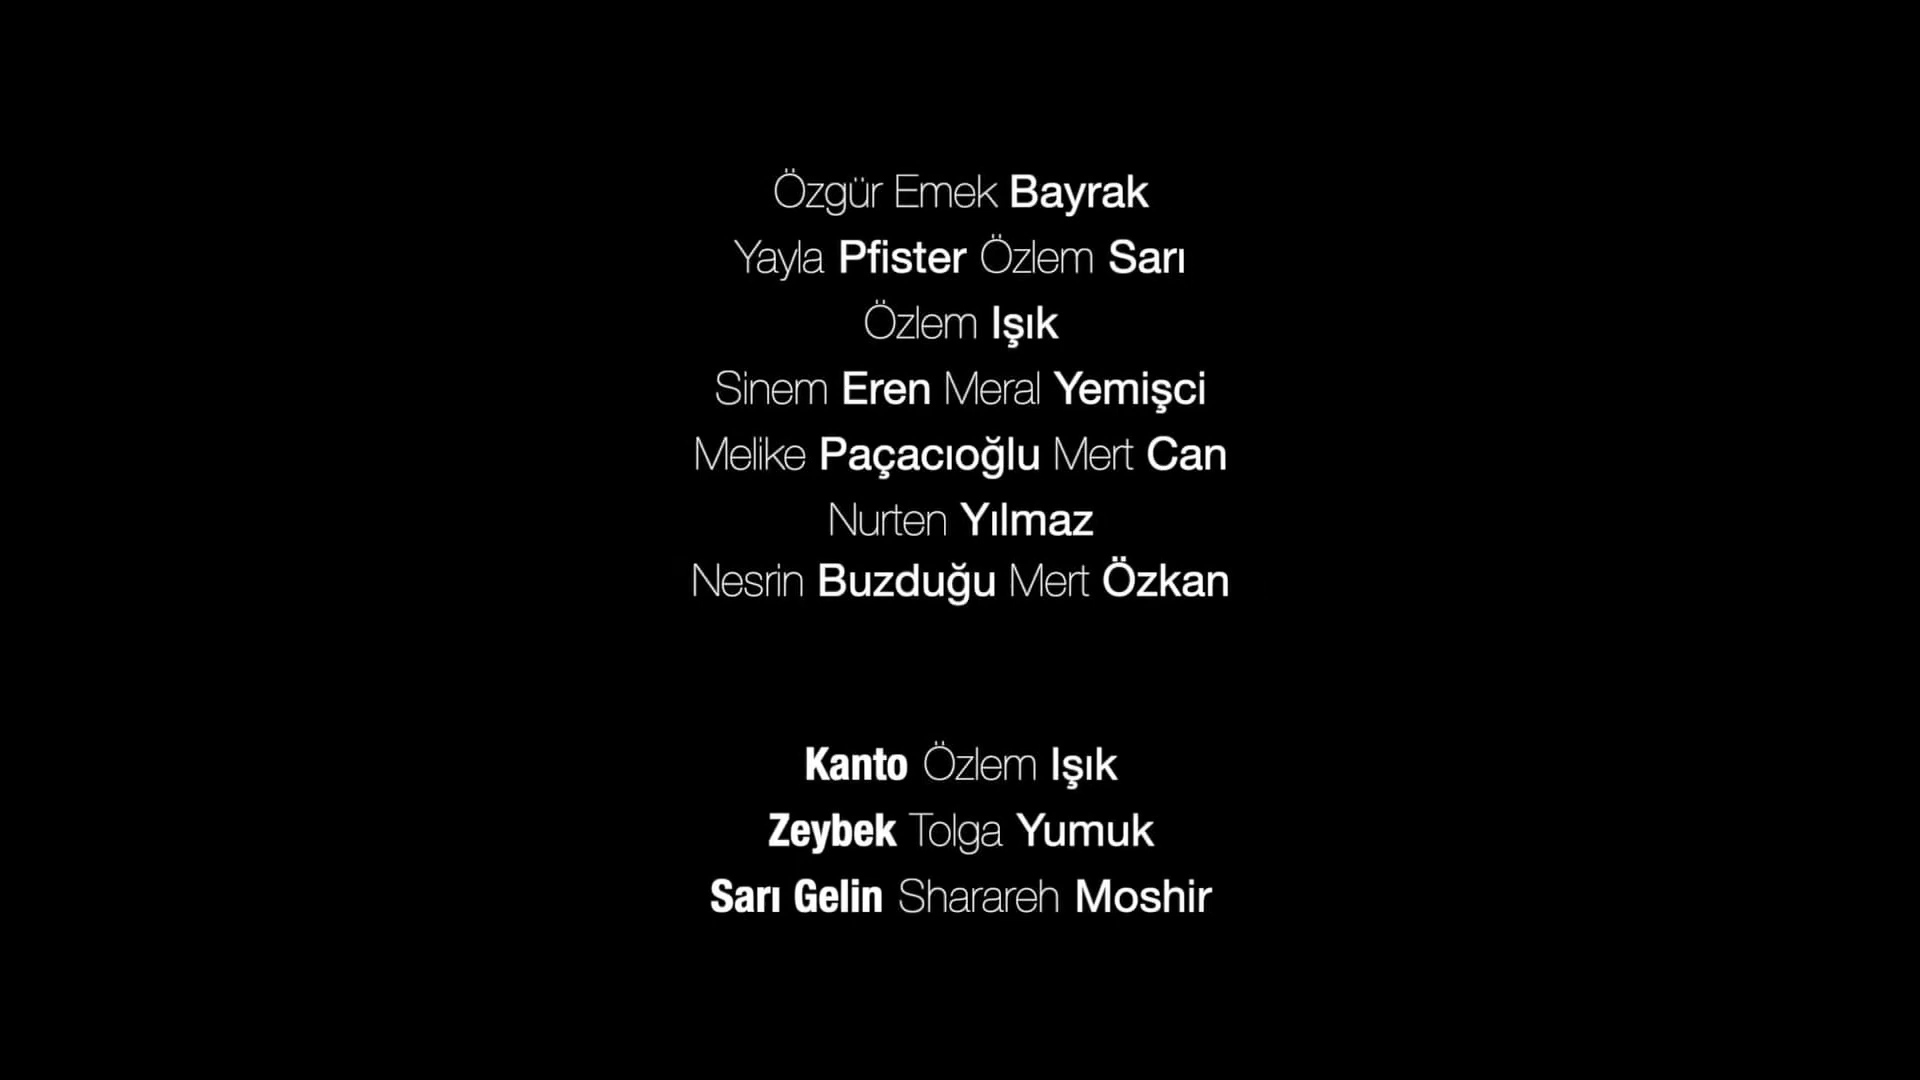 Özgür Emek Bayrak
Yayla Pfister Özlem Sarı
Özlem Işık
Sinem Eren Meral Yemişci
Melike Paçacıoğlu Mert Can
Nurten Yılmaz
Nesrin Buzduğu Mert Özkan
Kanto Özlem Işık
Zeybek Tolga Yumuk
Sarı Gelin Sharareh Moshir